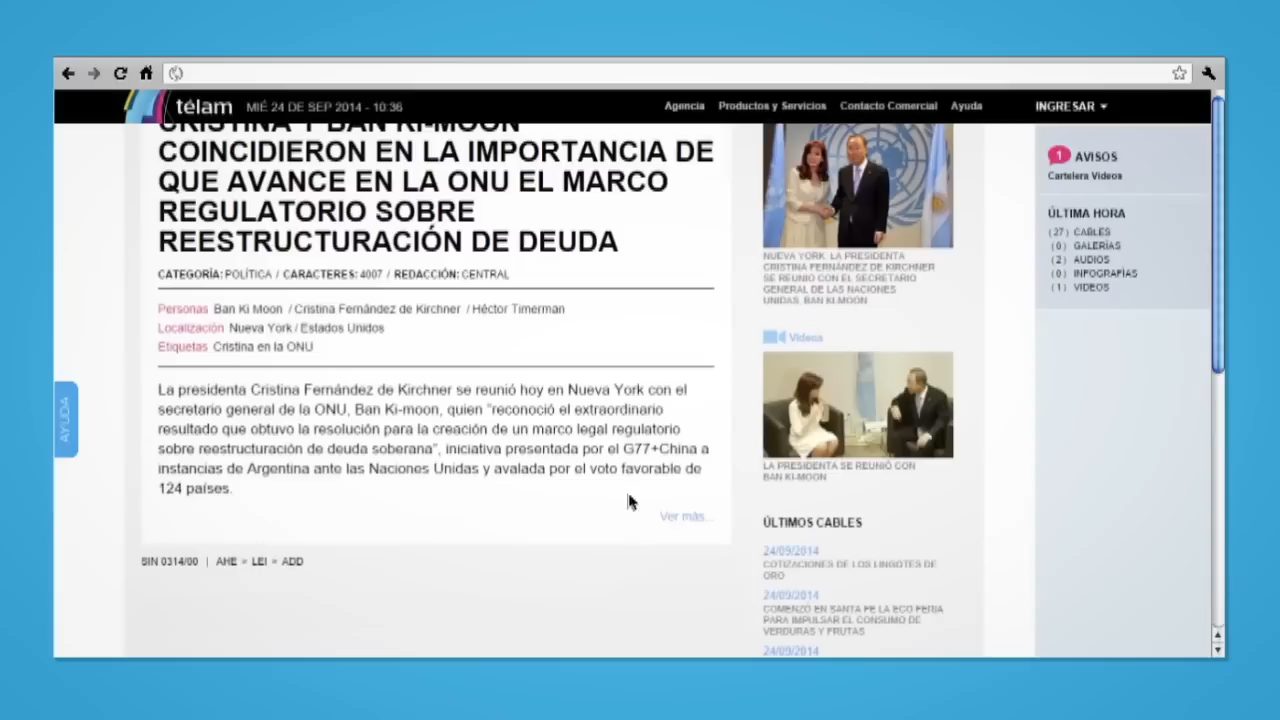 télam MIÉ 24 DE SEP 2014 - 10:36
Agencia Productos y Servicios Contacto Comercial Ayuda
INGRESAR
CRISTINA Y BAN KI-MOON
COINCIDIERON EN LA IMPORTANCIA DE
QUE AVANCE EN LA ONU EL MARCO
REGULATORIO SOBRE
REESTRUCTURACIÓN DE DEUDA
CATEGORÍA: POLÍTICA / CARACTERES: 4007 / REDACCIÓN: CENTRAL
Personas Ban Ki Moon / Cristina Fernández de Kirchner / Héctor Timerman
Localización Nueva York / Estados Unidos
Etiquetas Cristina en la ONU
La presidenta Cristina Fernández de Kirchner se reunió hoy en Nueva York con el
secretario general de la ONU, Ban Ki-moon, quien "reconoció el extraordinario
resultado que obtuvo la resolución para la creación de un marco legal regulatorio
sobre reestructuración de deuda soberana", iniciativa presentada por el G77+China a
instancias de Argentina ante las Naciones Unidas y avalada por el voto favorable de
124 países.
Ver más...
SIN 0314/00 | AHE » LEI » ADD
AYUDA
NUEVA YORK. LA PRESIDENTA
CRISTINA FERNÁNDEZ DE KIRCHNER
SE REUNIO CON EL SECRETARIO
GENERAL DE LAS NACIONES
UNIDAS, BAN KI-MOON
Videos
LA PRESIDENTA SE REUNIÓ CON
BAN KI-MOON
ÚLTIMOS CABLES
24/09/2014
COTIZACIONES DE LOS LINGOTES DE
ORO
24/09/2014
COMENZÓ EN SANTA FE LA ECO FERIA
PARA IMPULSAR EL CONSUMO DE
VERDURAS Y FRUTAS
24/09/2014
1 AVISOS
Cartelera Videos
ÚLTIMA HORA
(27) CABLES
(0) GALERÍAS
(2) AUDIOS
(0) INFOGRAFÍAS
(1) VIDEOS